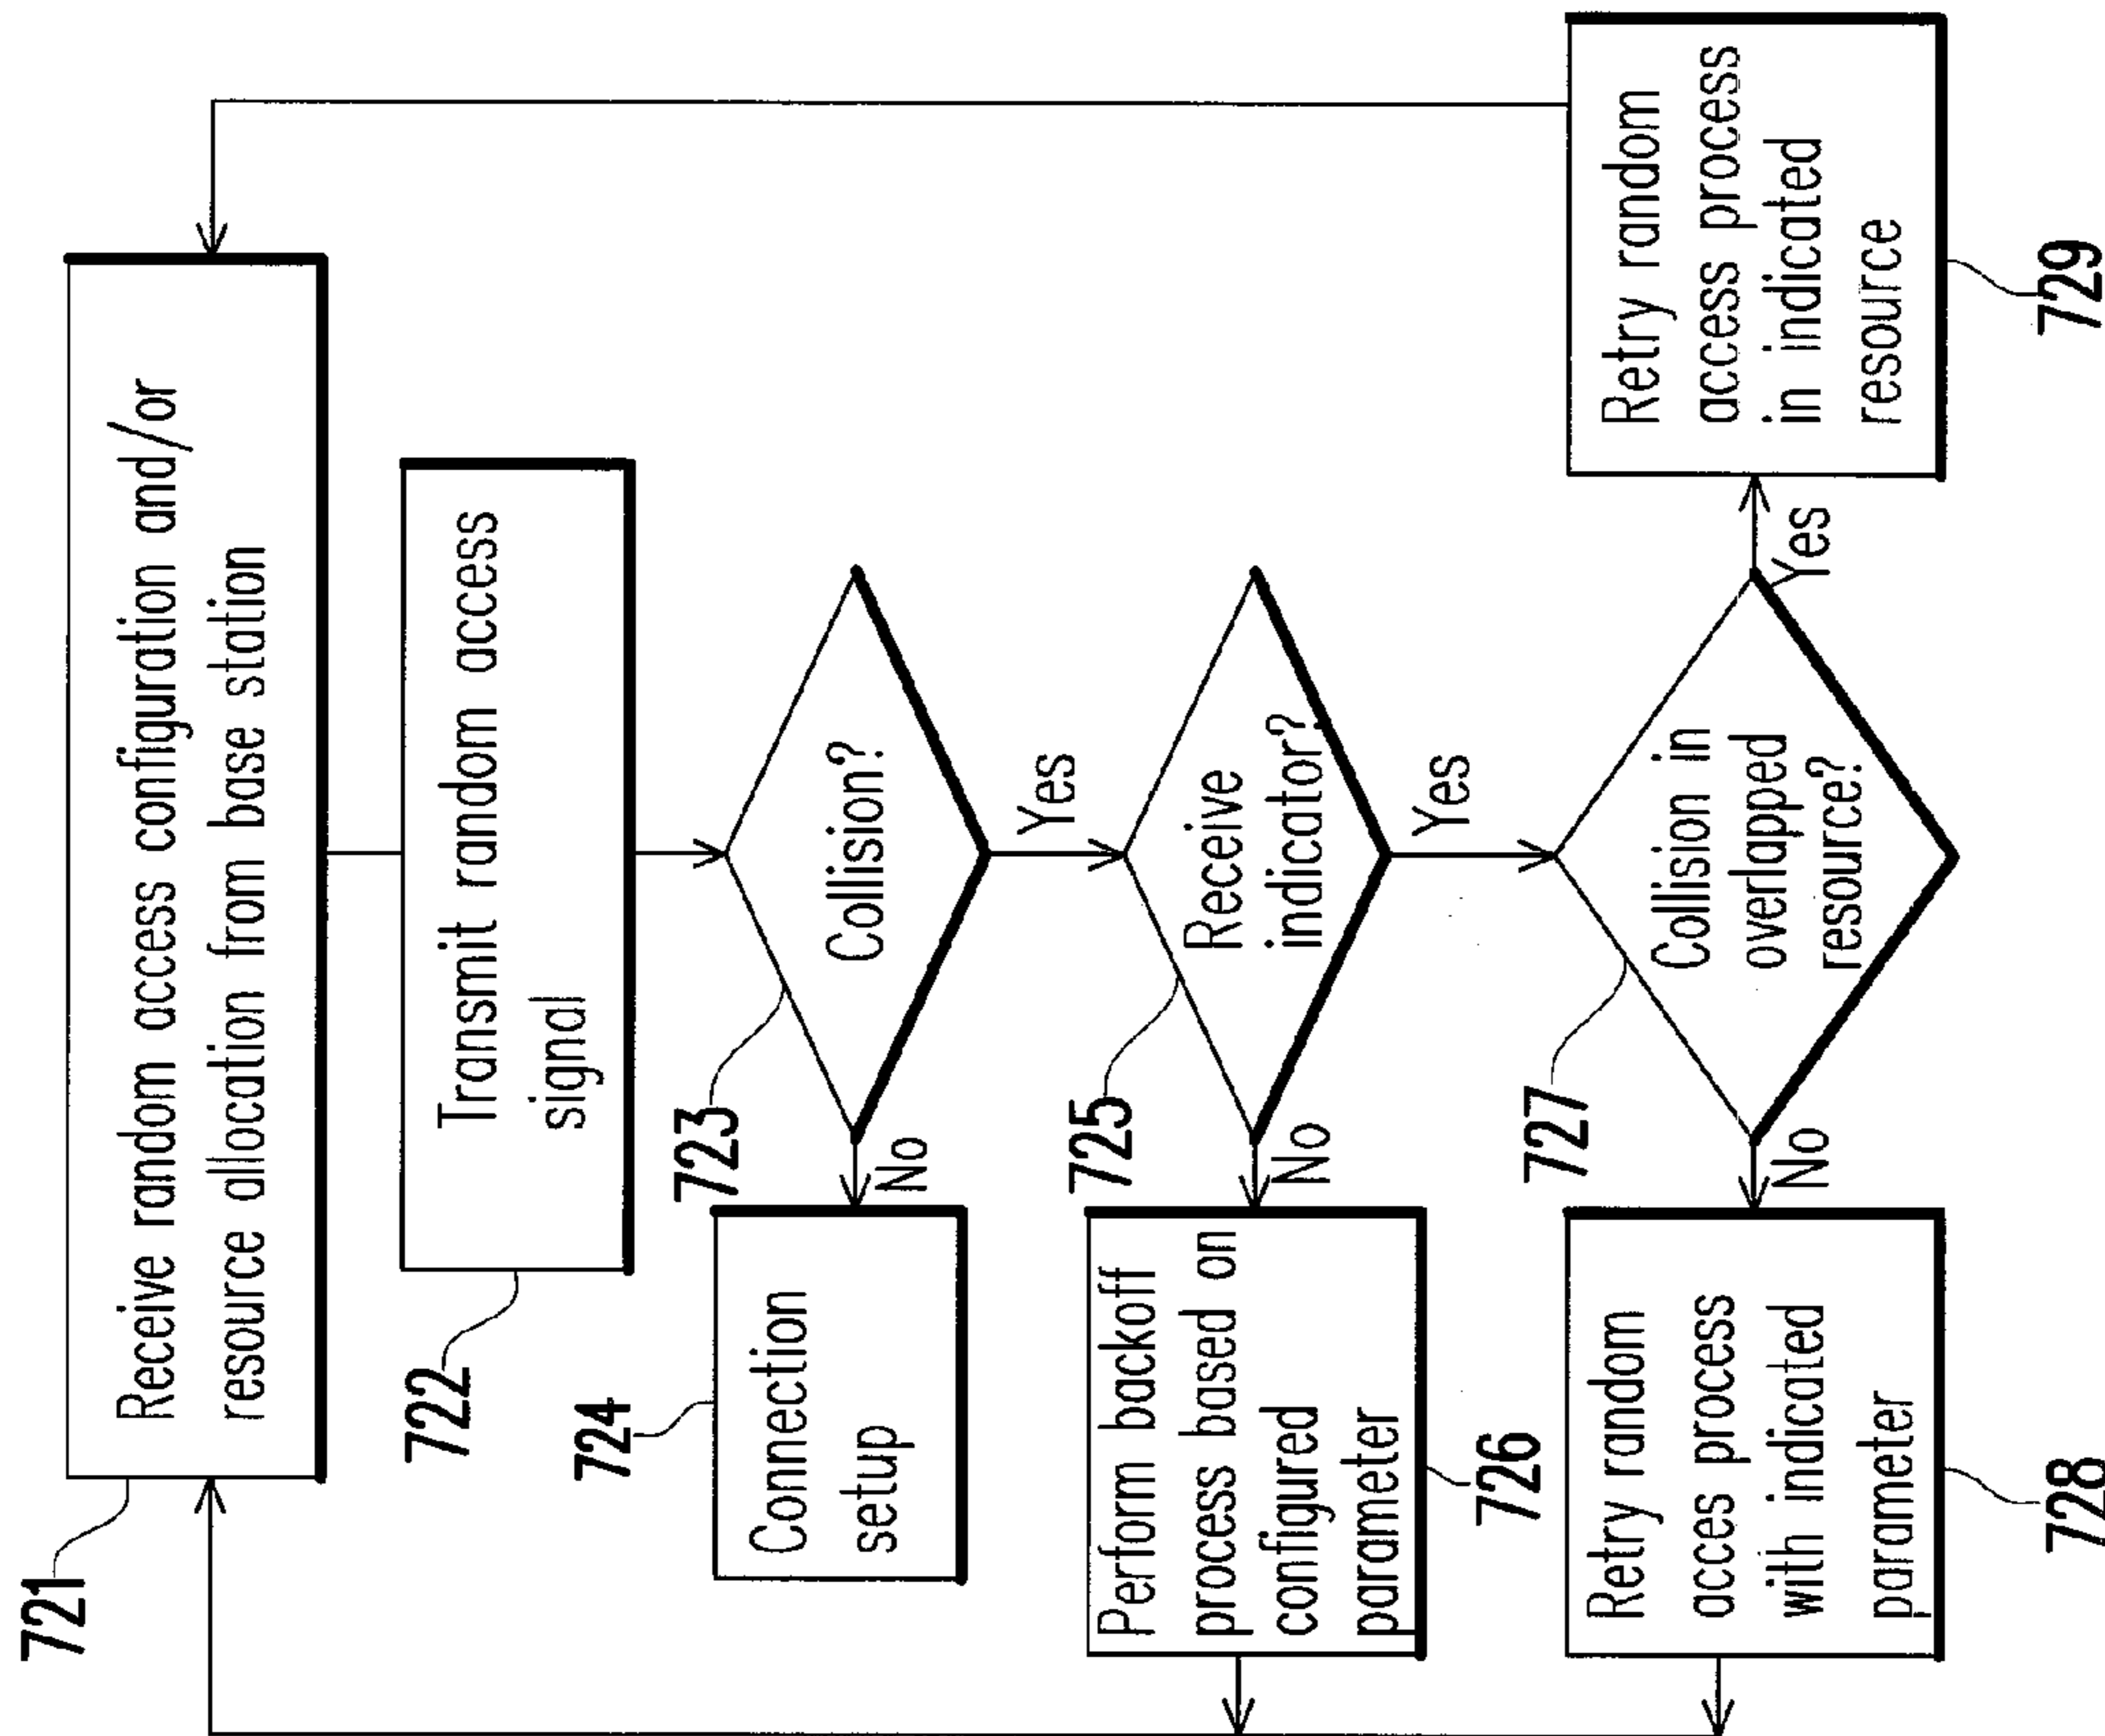 721
Receive random access configuration and/or
resource allocation from base station
722
Transmit random access
signal
723
Collision?
No
Yes
724
Connection
setup
725
Receive
indicator?
No
Yes
Perform backoff
process based on
configured
parameter
726
727
Collision in
overlapped
resource?
No
Yes
Retry random
acces process
with indicated
parameter
728
Retry random
access process
in indicated
resource
729